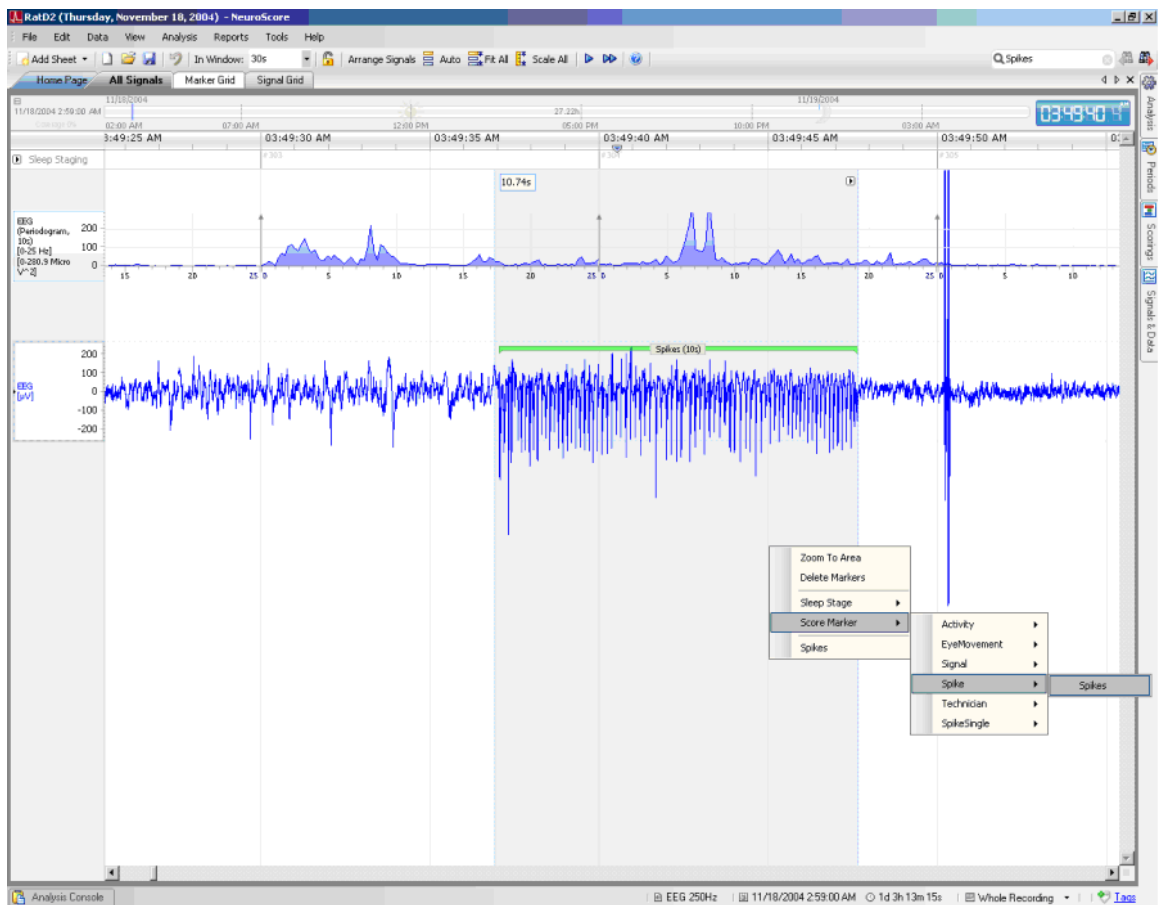 RatD2 (Thursday, November 18, 2004) - NeuroScore
File Edit Data View Analysis Reports Tools Help
Add Sheet In Window: 30s Arrange Signals Auto Fit All Scale All Spikes
Home Page All Signals Marker Grid Signal Grid
11/18/2004 11/19/2004
11/18/2004 2:59:00 AM 27.22h
02:00 AM 07:00 AM 12:00 PM 05:00 PM 10:00 PM 03:00 AM
03:49:40
3:49:25 AM 03:49:30 AM 03:49:35 AM 03:49:40 AM 03:49:45 AM 03:49:50 AM
Sleep Staging # 303 # 304 # 305
10.74s
EEG
(Periodogram,
10s)
[0-25 Hz]
[0-280.9 Micro
V^2]
200
100
0
15 20 25 0 5 10 15 20 25 0 5 10 15 20 25 0 5 10
Spikes (10s)
EEG
[µV]
200
100
0
-100
-200
Zoom To Area
Delete Markers
Sleep Stage
Score Marker
Spikes
Activity
EyeMovement
Signal
Spike
Technician
SpikeSingle
Spikes
Analysis
Periods
Scorings
Signals & Data
Analysis Console EEG 250Hz 11/18/2004 2:59:00 AM 1d 3h 13m 15s Whole Recording Tags